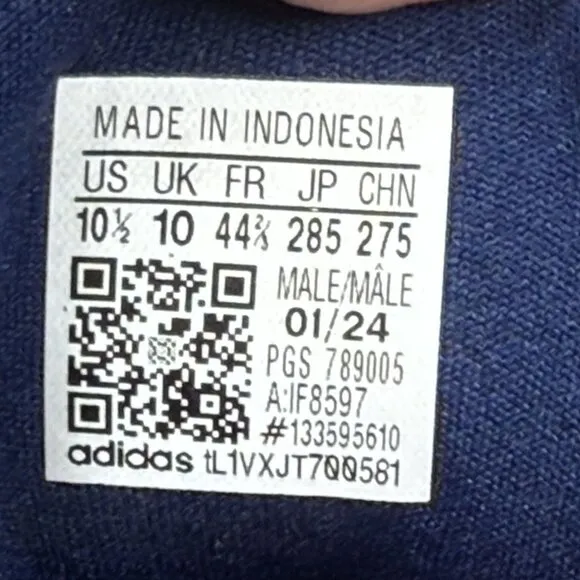 MADE IN INDONESIA
US UK FR JP CHN
10½ 10 44⅔ 285 275
MALE/MÂLE
01/24
PGS 789005
A:IF8597
#133595610
adidas tL1VXJT700581